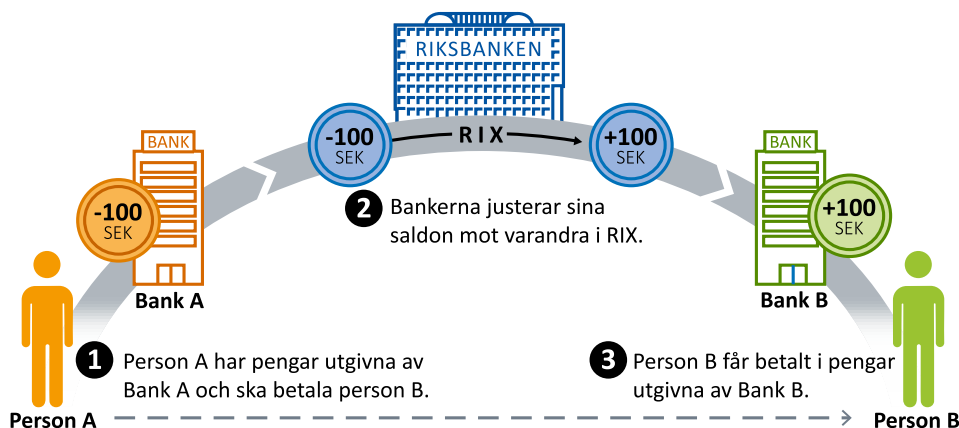 RIKSBANKEN
-100
SEK
RIX
+100
SEK
BANK
-100
SEK
Bank A
BANK
+100
SEK
Bank B
2 Bankerna justerar sina
saldon mot varandra i RIX.
1 Person A har pengar utgivna av
Bank A och ska betala person B.
3 Person B får betalt i pengar
utgivna av Bank B.
Person A
Person B